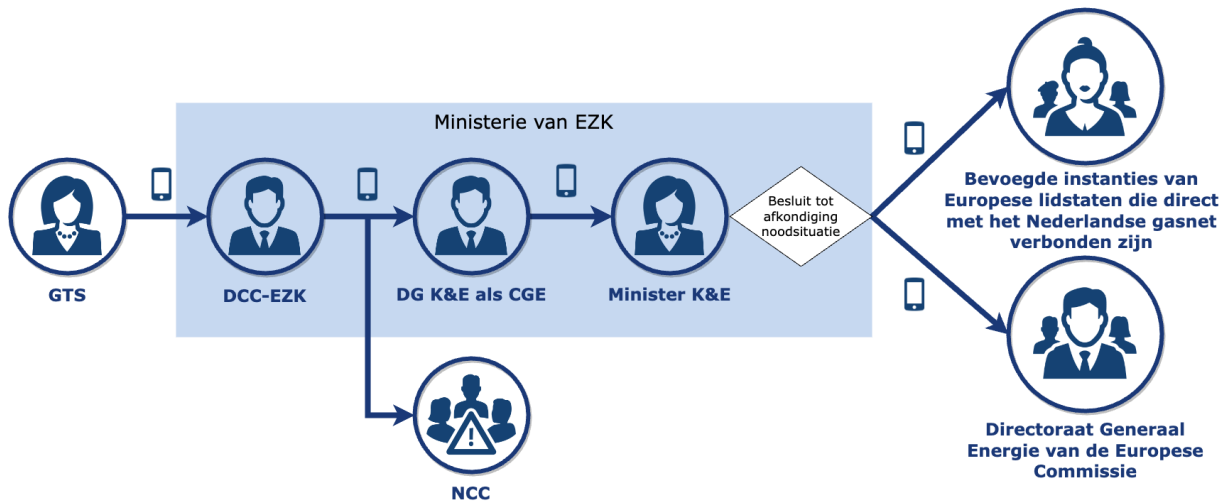 Ministerie van EZK
GTS
DCC-EZK
DG K&E als CGE
Minister K&E
Besluit tot
afkondiging
noodsituatie
NCC
Bevoegde instanties van
Europese lidstaten die direct
met het Nederlandse gasnet
verbonden zijn
Directoraat Generaal
Energie van de Europese
Commissie